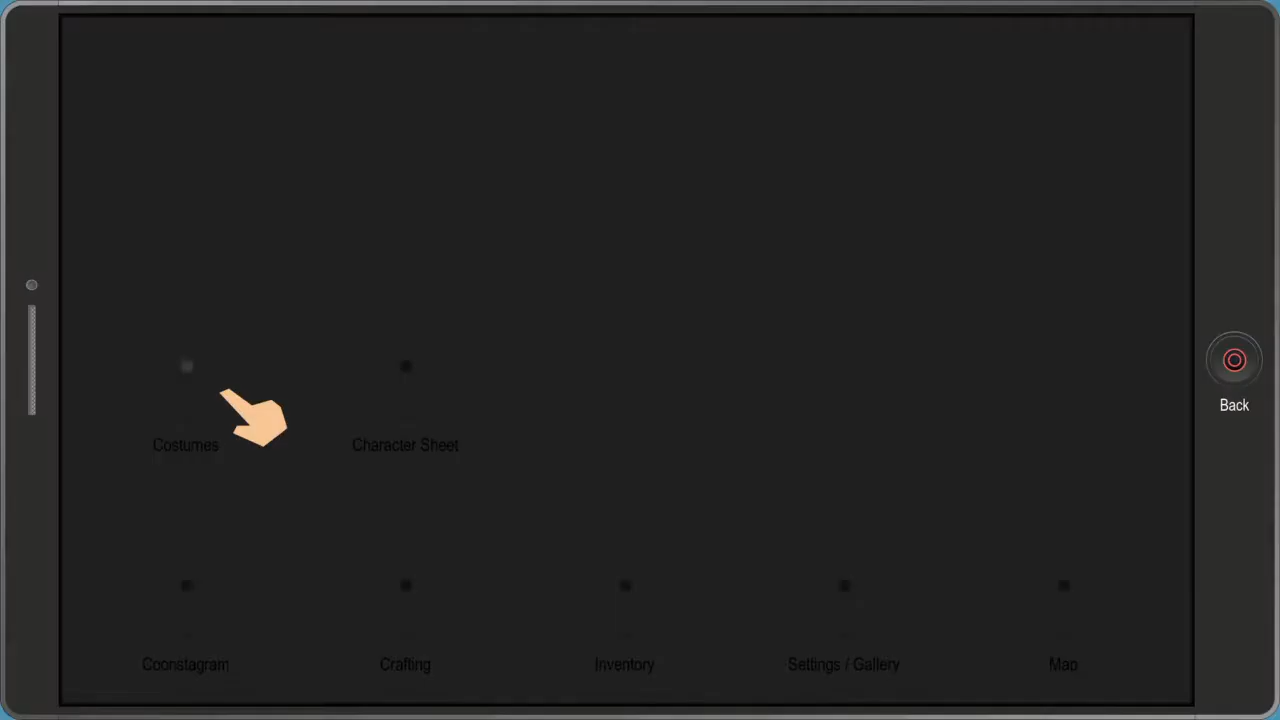 Back
Costumes
Character Sheet
Coonstagram
Crafting
Inventory
Settings / Gallery
Map